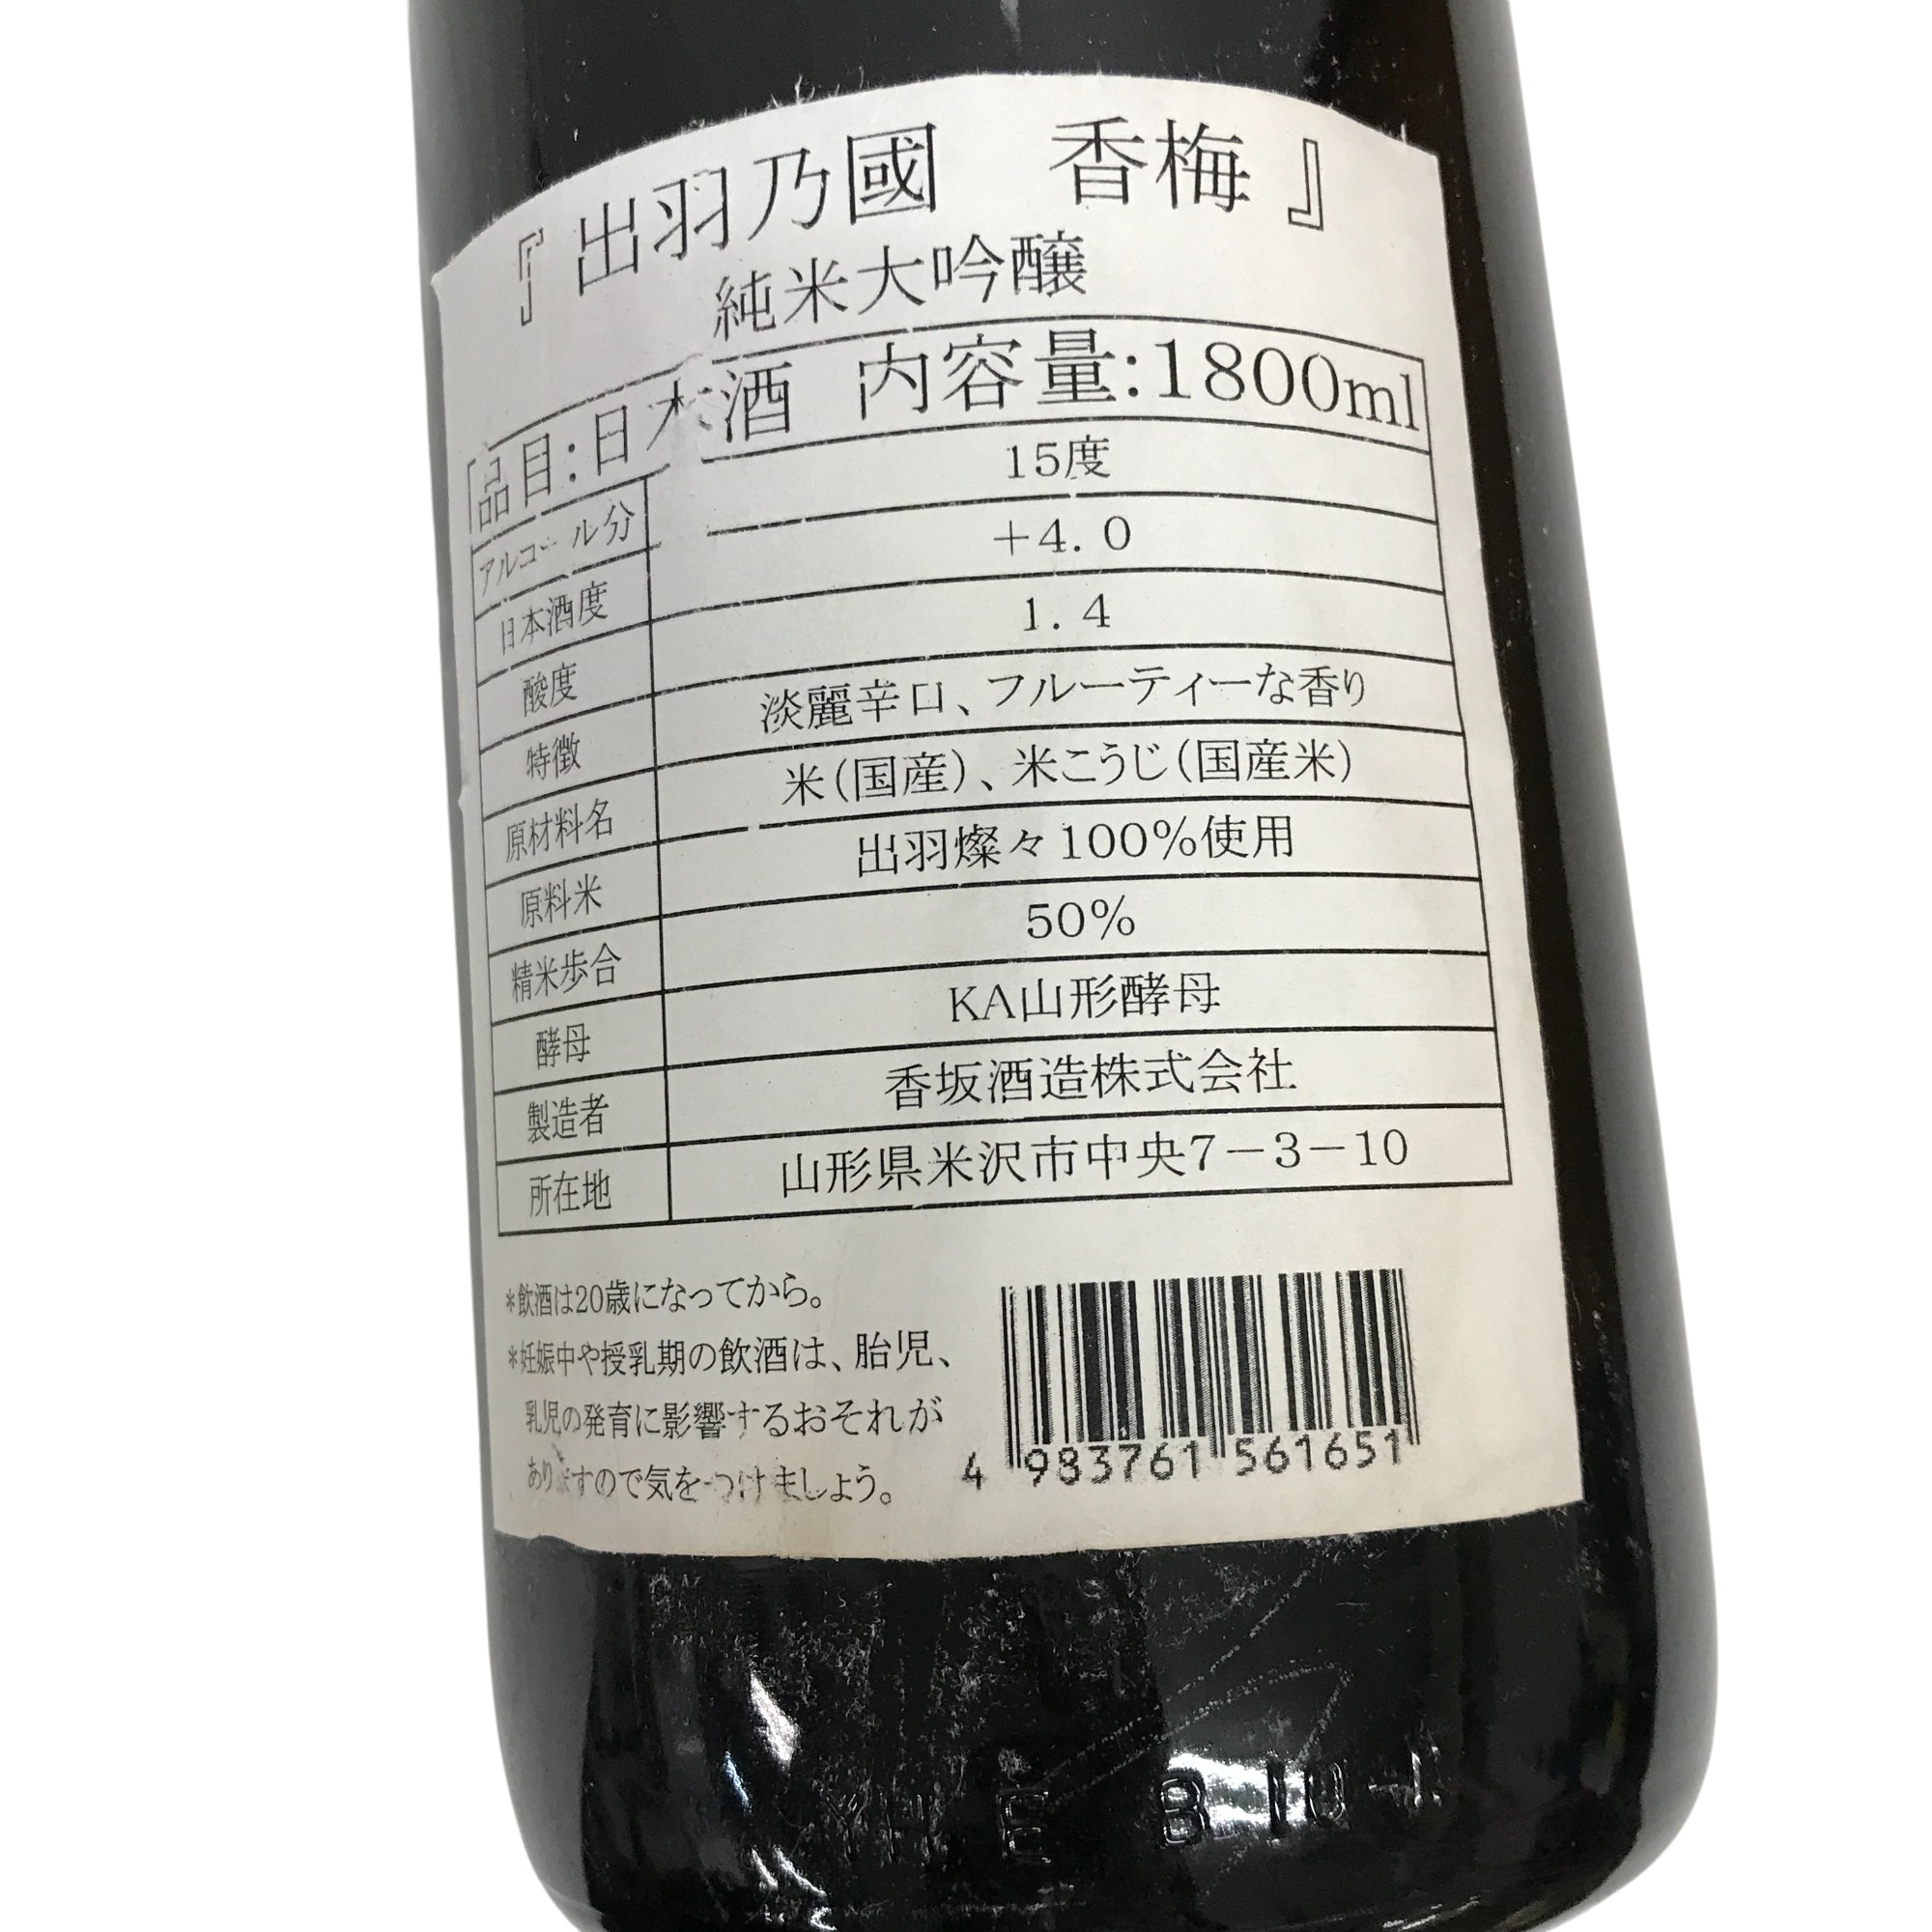 『出羽乃國　香梅』
純米大吟醸
品目:日本酒 内容量:1800ml
アルコール分 15度
日本酒度 +4.0
酸度 1.4
特徴 淡麗辛口、フルーティーな香り
原材料名 米(国産)、米こうじ(国産米)
原料米 出羽燦々100%使用
精米歩合 50%
酵母 KA山形酵母
製造者 香坂酒造株式会社
所在地 山形県米沢市中央7-3-10
*飲酒は20歳になってから。
*妊娠中や授乳期の飲酒は、胎児、
乳児の発育に影響するおそれが
ありますので気をつけましょう。
4 983761 561651